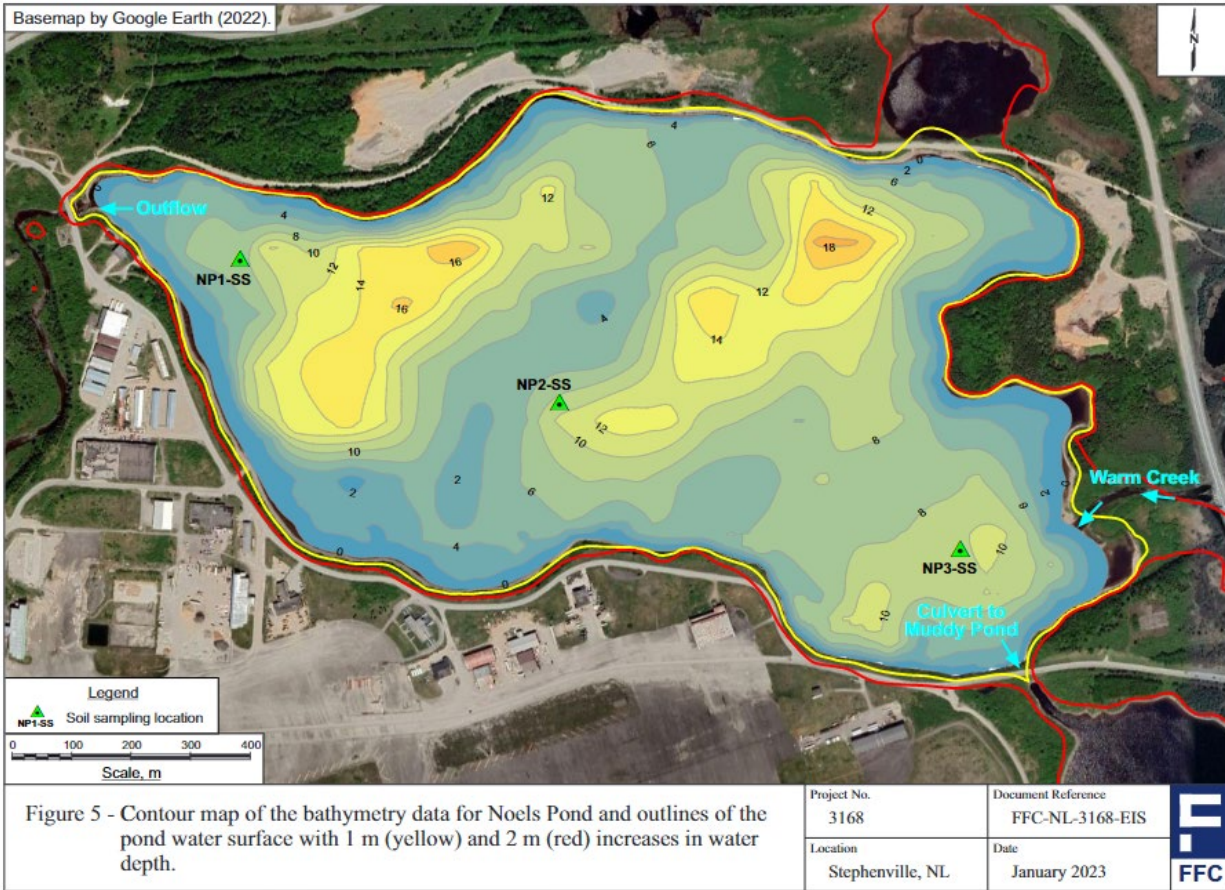 Basemap by Google Earth (2022).
N
4
8
0
2
6
12
12
0
Outflow
4
8
10
12
14
16
16
18
NP1-SS
4
12
14
NP2-SS
12
10
10
8
2
2
6
Warm Creek
0
2
6
8
10
NP3-SS
4
0
0
10
Culvert to
Muddy Pond
Legend
NP1-SS Soil sampling location
0 100 200 300 400
Scale, m
Figure 5 - Contour map of the bathymetry data for Noels Pond and outlines of the
pond water surface with 1 m (yellow) and 2 m (red) increases in water
depth.
Project No.
3168
Document Reference
FFC-NL-3168-EIS
Location
Stephenville, NL
Date
January 2023
FFC